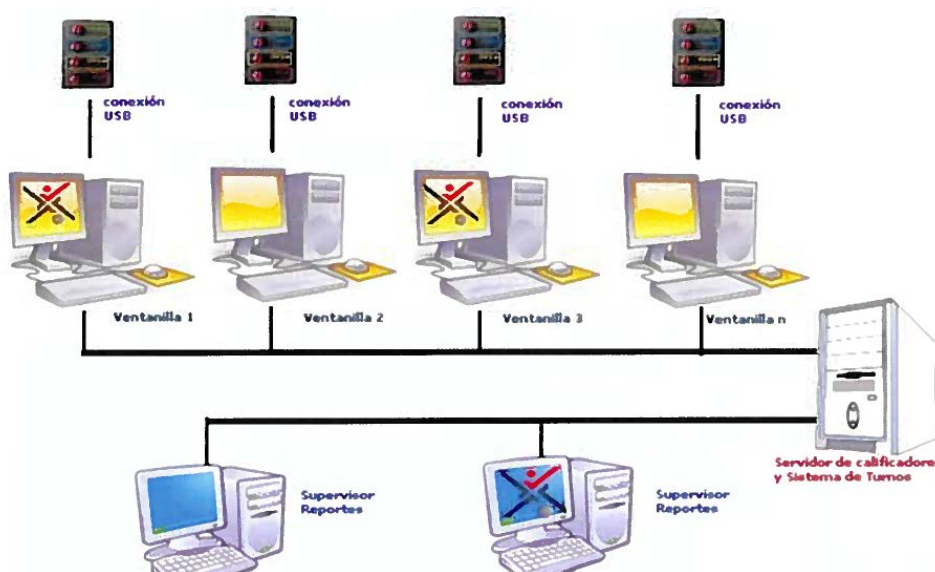 conexión
USB
conexión
USB
conexión
USB
conexión
USB
Ventanilla 1
Ventanilla 2
Ventanilla 3
Ventanilla n
Servidor de calificadore
y Sistema de Turnos
Supervisor
Reportes
Supervisor
Reportes